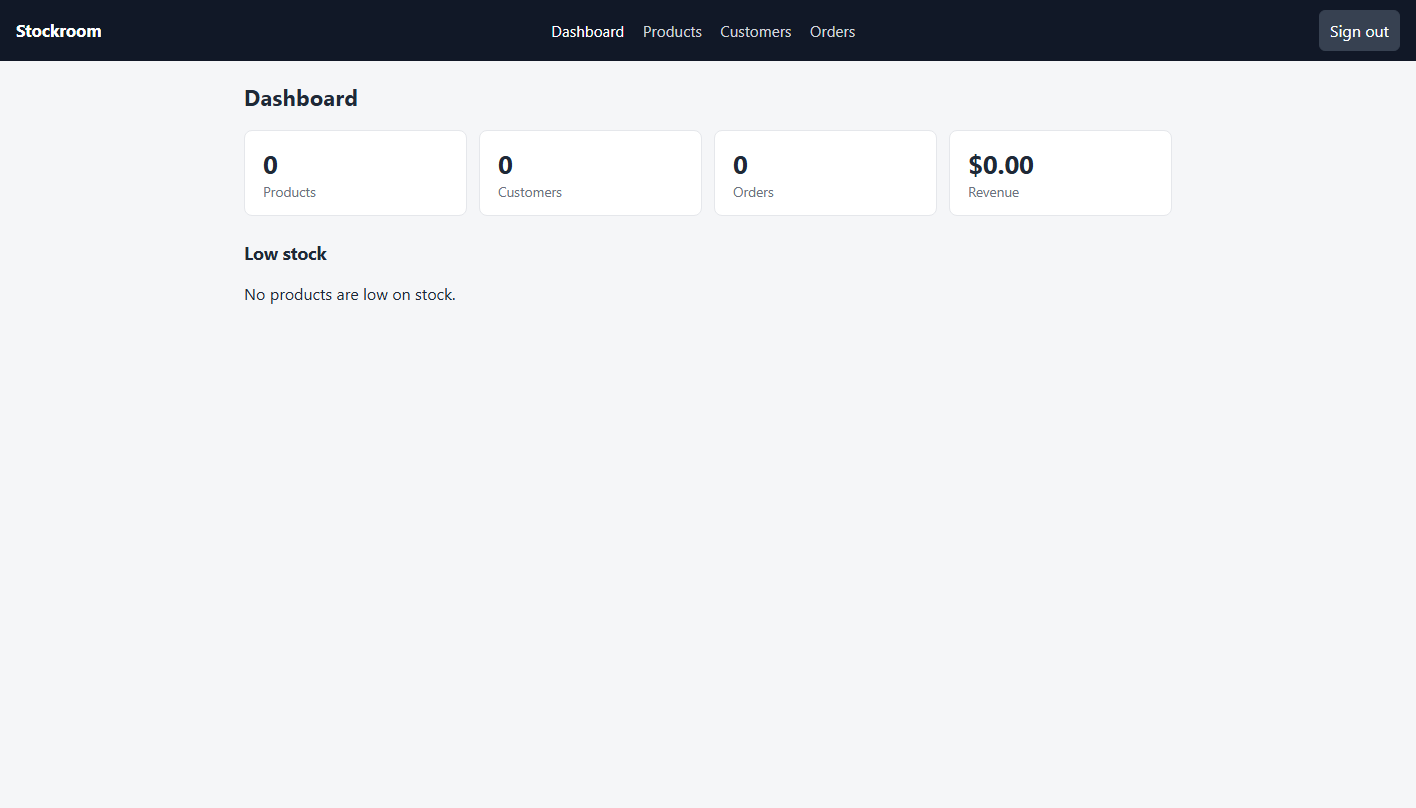 Stockroom
Dashboard Products Customers Orders
Sign out
Dashboard
0
Products
0
Customers
0
Orders
$0.00
Revenue
Low stock
No products are low on stock.